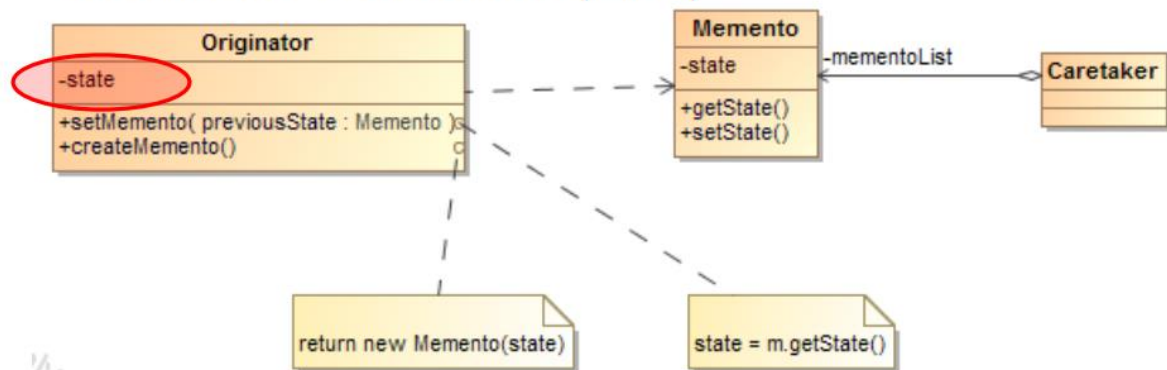 Originator
-state
+setMemento( previousState : Memento )
+createMemento()
Memento
-state
+getState()
+setState()
-mementoList
Caretaker
return new Memento(state)
state = m.getState()